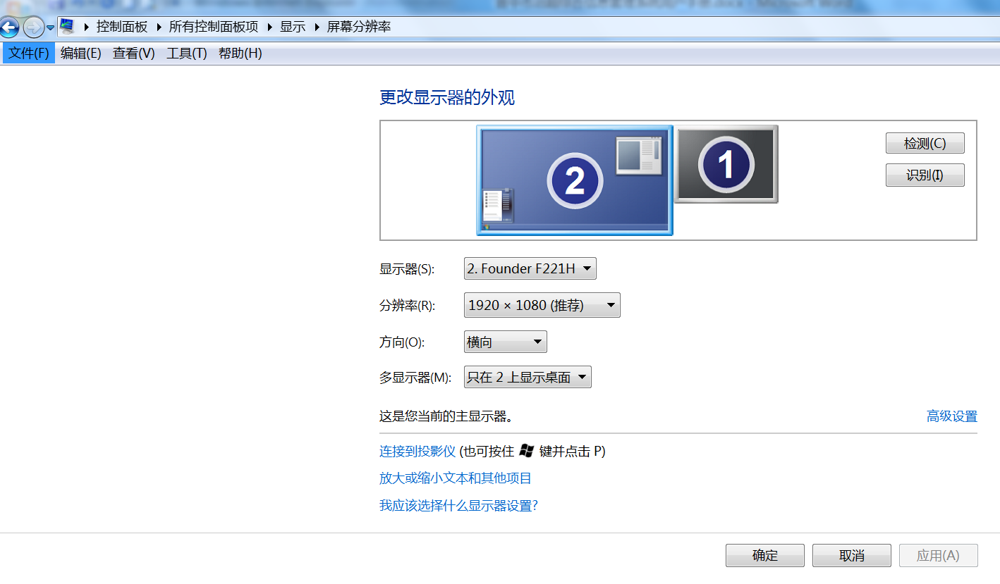 控制面板 所有控制面板项 显示 屏幕分辨率
文件(F) 编辑(E) 查看(V) 工具(T) 帮助(H)
更改显示器的外观
2
1
检测(C)
识别(I)
显示器(S): 2. Founder F221H
分辨率(R): 1920 × 1080 (推荐)
方向(O): 横向
多显示器(M): 只在 2 上显示桌面
这是您当前的主显示器。 高级设置
连接到投影仪 (也可按住 键并点击 P)
放大或缩小文本和其他项目
我应该选择什么显示器设置?
确定 取消 应用(A)